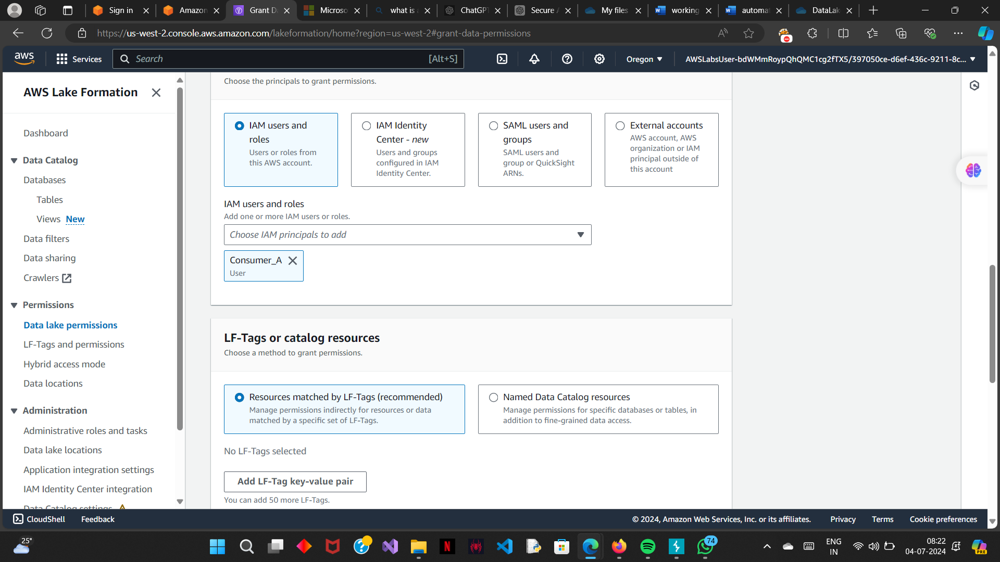 Sign in
Amazon
Grant Da
Microso
what is a
ChatGPT
Secure A
My files
working
automat
DataLak
https://us-west-2.console.aws.amazon.com/lakeformation/home?region=us-west-2#grant-data-permissions
aws
Services
Search
[Alt+S]
Oregon
AWSLabsUser-bdWMmRoypQhQMC1cg2fTX5/397050ce-d6ef-436c-9211-8c...
AWS Lake Formation
Dashboard
Data Catalog
Databases
Tables
Views New
Data filters
Data sharing
Crawlers
Permissions
Data lake permissions
LF-Tags and permissions
Hybrid access mode
Data locations
Administration
Administrative roles and tasks
Data lake locations
Application integration settings
IAM Identity Center integration
Data Catalog settings
Choose the principals to grant permissions.
IAM users and
roles
Users or roles from
this AWS account.
IAM Identity
Center - new
Users and groups
configured in IAM
Identity Center.
SAML users and
groups
SAML users and
group or QuickSight
ARNs.
External accounts
AWS account, AWS
organization or IAM
principal outside of
this account
IAM users and roles
Add one or more IAM users or roles.
Choose IAM principals to add
Consumer_A
User
LF-Tags or catalog resources
Choose a method to grant permissions.
Resources matched by LF-Tags (recommended)
Manage permissions indirectly for resources or data
matched by a specific set of LF-Tags.
Named Data Catalog resources
Manage permissions for specific databases or tables, in
addition to fine-grained data access.
No LF-Tags selected
Add LF-Tag key-value pair
You can add 50 more LF-Tags.
CloudShell
Feedback
© 2024, Amazon Web Services, Inc. or its affiliates.
Privacy
Terms
Cookie preferences
25°
N
74
ENG
IN
08:22
04-07-2024
PRE